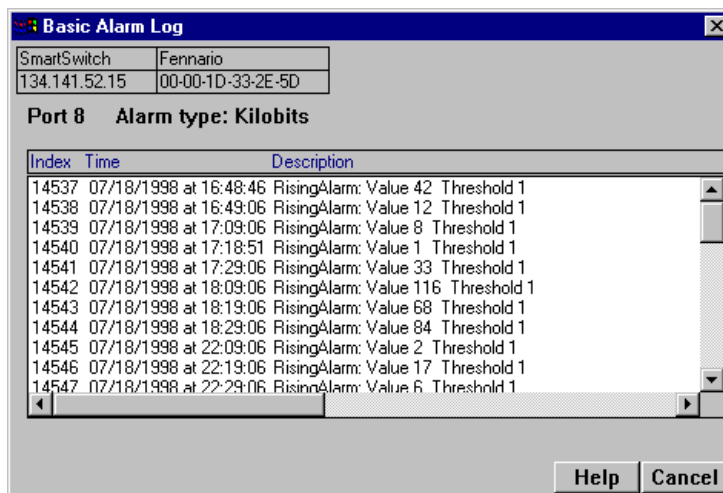 Basic Alarm Log
SmartSwitch Fennario
134.141.52.15 00-00-1D-33-2E-5D
Port 8 Alarm type: Kilobits
Index Time Description
14537 07/18/1998 at 16:48:46 RisingAlarm: Value 42 Threshold 1
14538 07/18/1998 at 16:49:06 RisingAlarm: Value 12 Threshold 1
14539 07/18/1998 at 17:09:06 RisingAlarm: Value 8 Threshold 1
14540 07/18/1998 at 17:18:51 RisingAlarm: Value 1 Threshold 1
14541 07/18/1998 at 17:29:06 RisingAlarm: Value 33 Threshold 1
14542 07/18/1998 at 18:09:06 RisingAlarm: Value 116 Threshold 1
14543 07/18/1998 at 18:19:06 RisingAlarm: Value 68 Threshold 1
14544 07/18/1998 at 18:29:06 RisingAlarm: Value 84 Threshold 1
14545 07/18/1998 at 22:09:06 RisingAlarm: Value 2 Threshold 1
14546 07/18/1998 at 22:19:06 RisingAlarm: Value 17 Threshold 1
14547 07/18/1998 at 22:29:06 RisingAlarm: Value 6 Threshold 1
Help Cancel